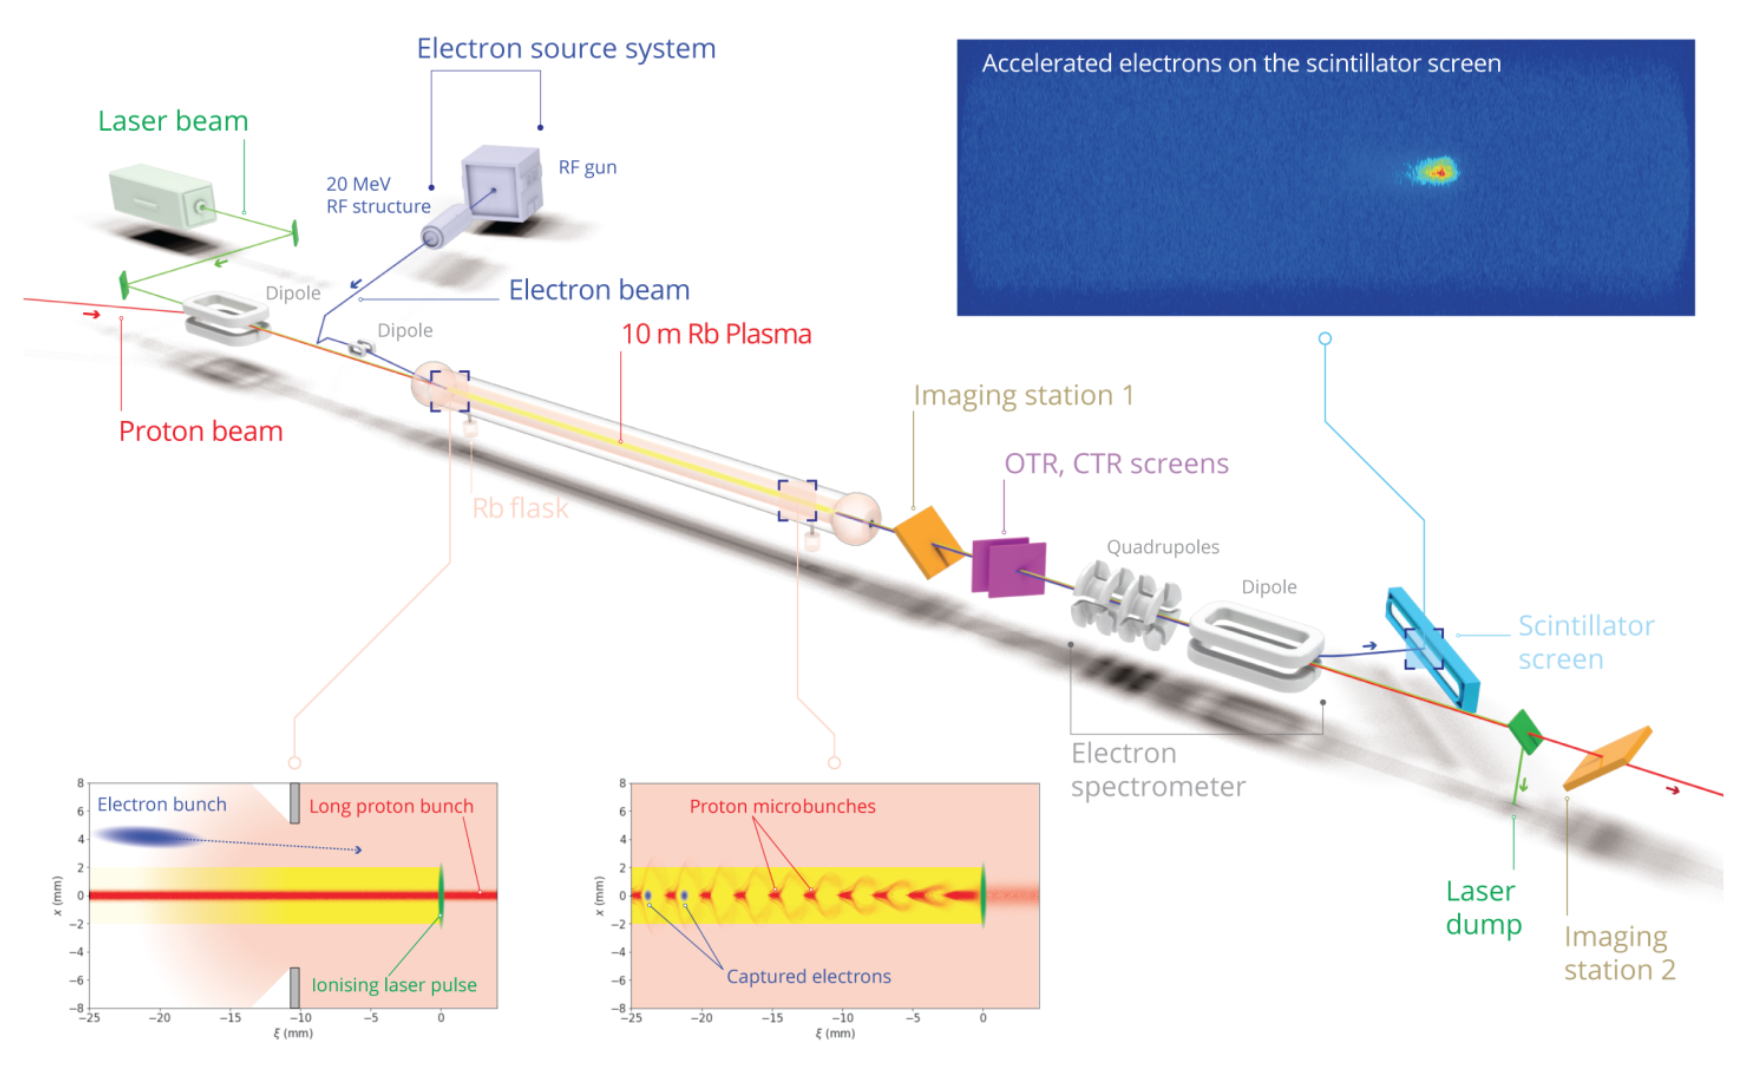 Electron source system
Accelerated electrons on the scintillator screen
Laser beam
RF gun
20 MeV
RF structure
Dipole
Electron beam
Dipole
10 m Rb Plasma
Imaging station 1
Proton beam
OTR, CTR screens
Rb flask
Quadrupoles
Dipole
Scintillator
screen
Electron
spectrometer
Laser
dump
Imaging
station 2
Electron bunch
Long proton bunch
Ionising laser pulse
x (mm)
8
6
4
2
0
−2
−4
−6
−8
−25
−20
−15
−10
−5
0
ξ (mm)
Proton microbunches
Captured electrons
x (mm)
8
6
4
2
0
−2
−4
−6
−8
−25
−20
−15
−10
−5
0
ξ (mm)